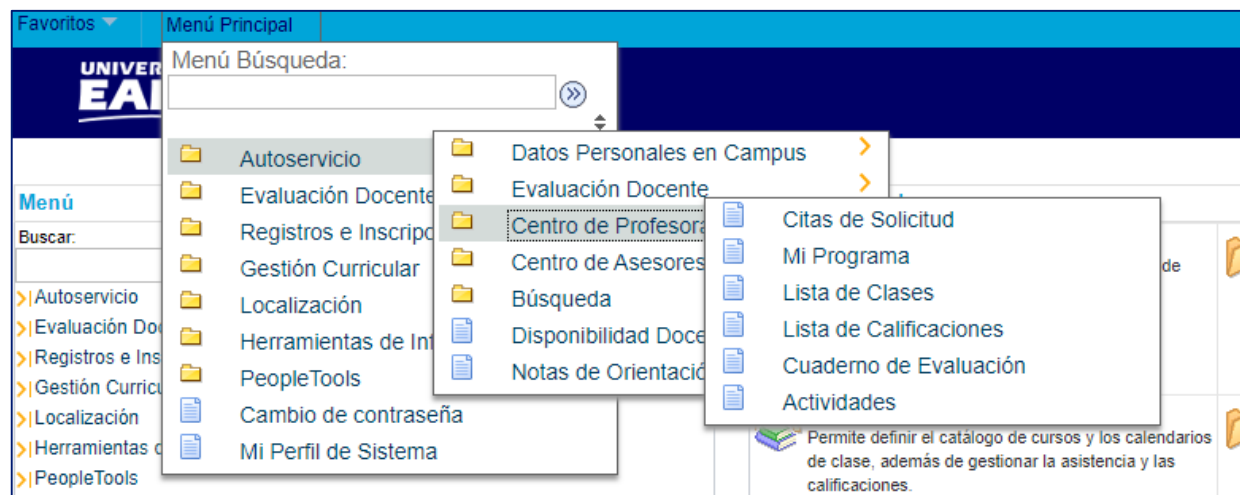 Favoritos
Menú Principal
UNIVER
EAI
Menú Búsqueda:
Autoservicio
Evaluación Docente
Registros e Inscripc
Gestión Curricular
Localización
Herramientas de Inf
PeopleTools
Cambio de contraseña
Mi Perfil de Sistema
Datos Personales en Campus
Evaluación Docente
Centro de Profesora
Centro de Asesores
Búsqueda
Disponibilidad Doce
Notas de Orientació
Citas de Solicitud
Mi Programa
Lista de Clases
Lista de Calificaciones
Cuaderno de Evaluación
Actividades
Menú
Buscar:
Autoservicio
Evaluación Do
Registros e Ins
Gestión Curricu
Localización
Herramientas d
PeopleTools
de
Permite definir el catálogo de cursos y los calendarios
de clase, además de gestionar la asistencia y las
calificaciones.